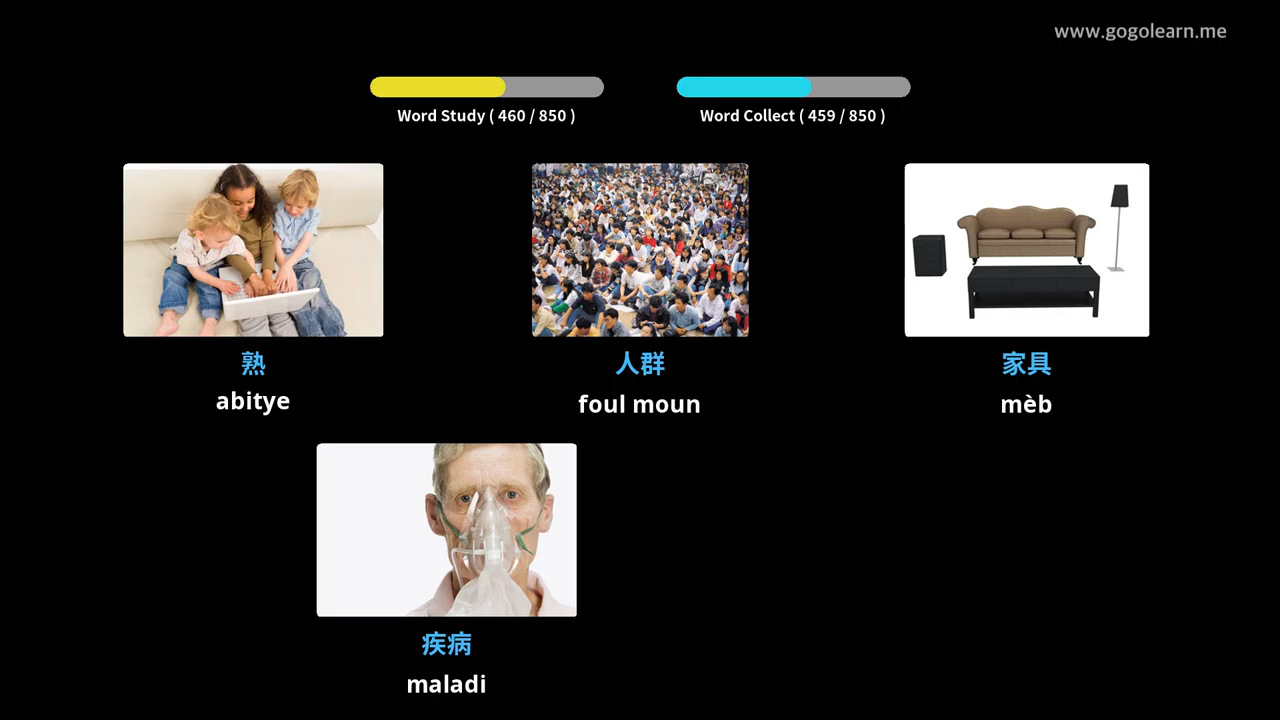 www.gogolearn.me
Word Study ( 460 / 850 )
Word Collect ( 459 / 850 )
熟
abitye
人群
foul moun
家具
mèb
疾病
maladi